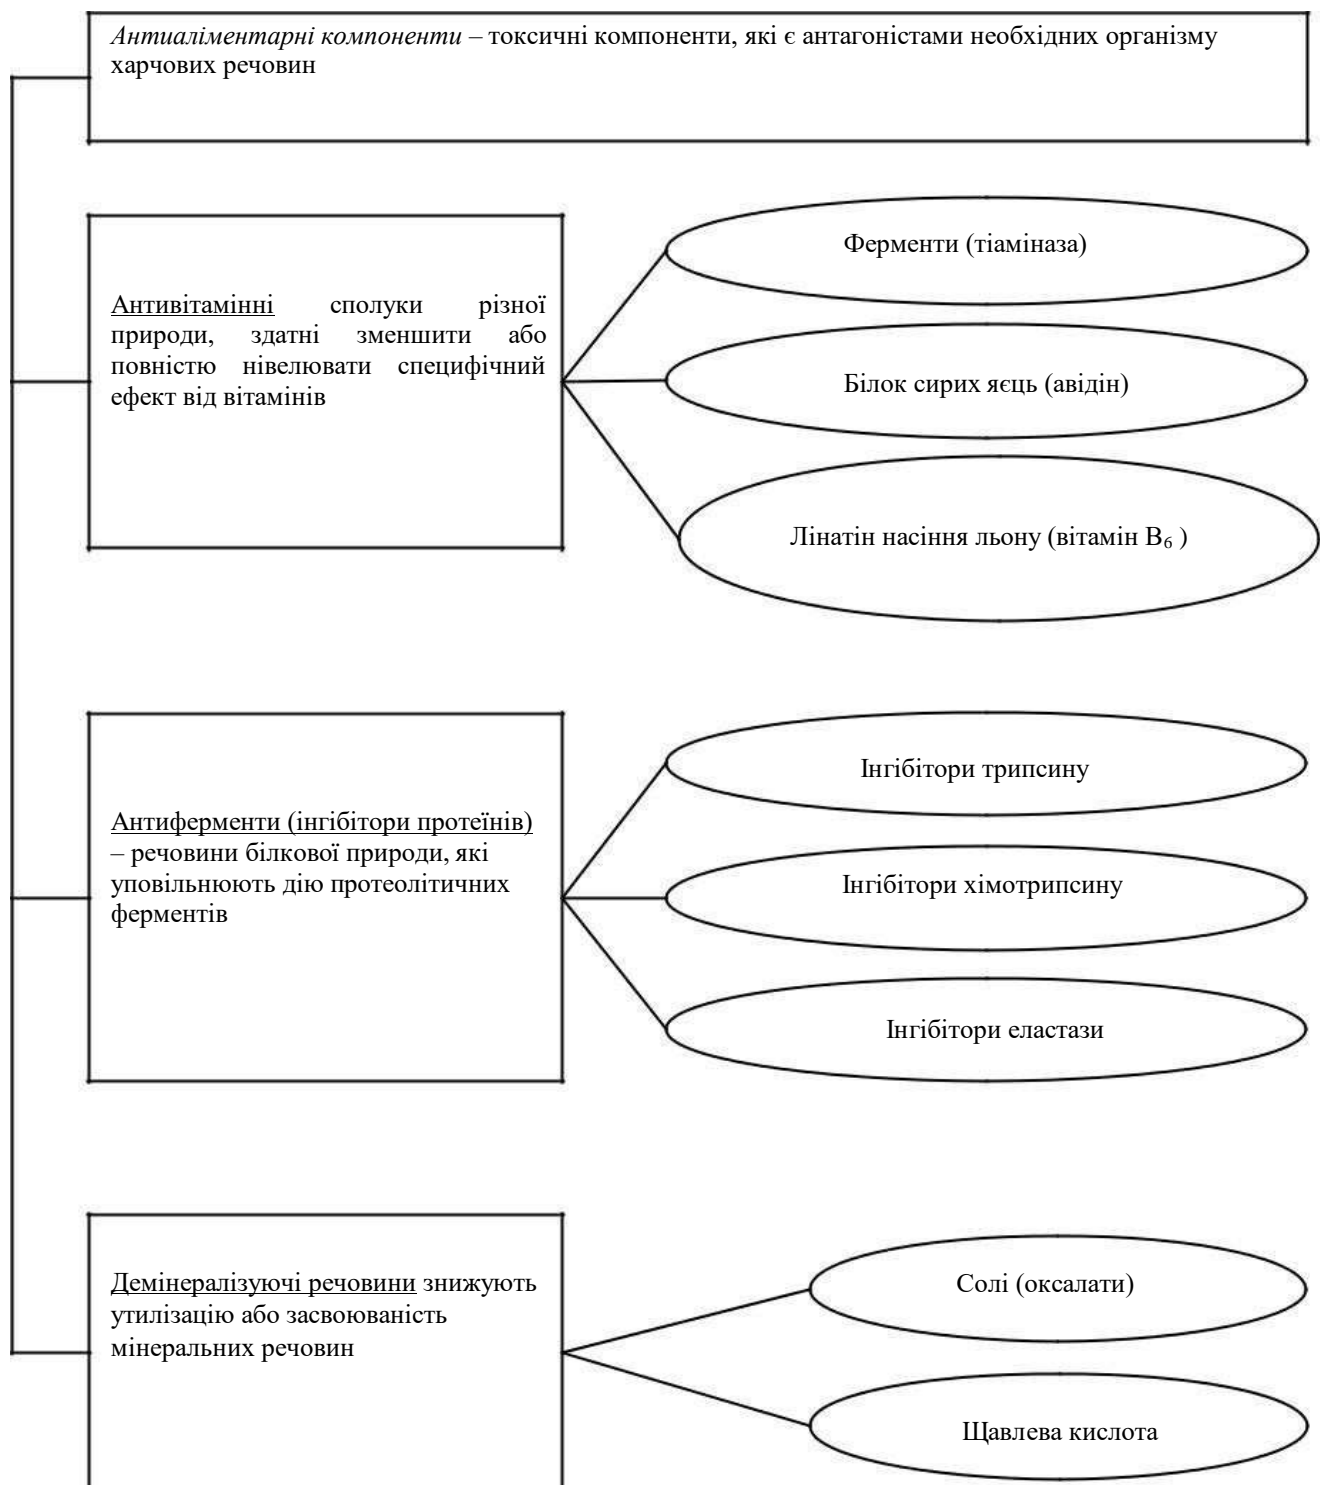 Антиаліментарні компоненти – токсичні компоненти, які є антагоністами необхідних організму
харчових речовин
Антивітамінні сполуки різної
природи, здатні зменшити або
повністю нівелювати специфічний
ефект від вітамінів
Ферменти (тіаміназа)
Білок сирих яєць (авідін)
Лінатін насіння льону (вітамін В₆ )
Антиферменти (інгібітори протеїнів)
– речовини білкової природи, які
уповільнюють дію протеолітичних
ферментів
Інгібітори трипсину
Інгібітори хімотрипсину
Інгібітори еластази
Демінералізуючі речовини знижують
утилізацію або засвоюваність
мінеральних речовин
Солі (оксалати)
Щавлева кислота